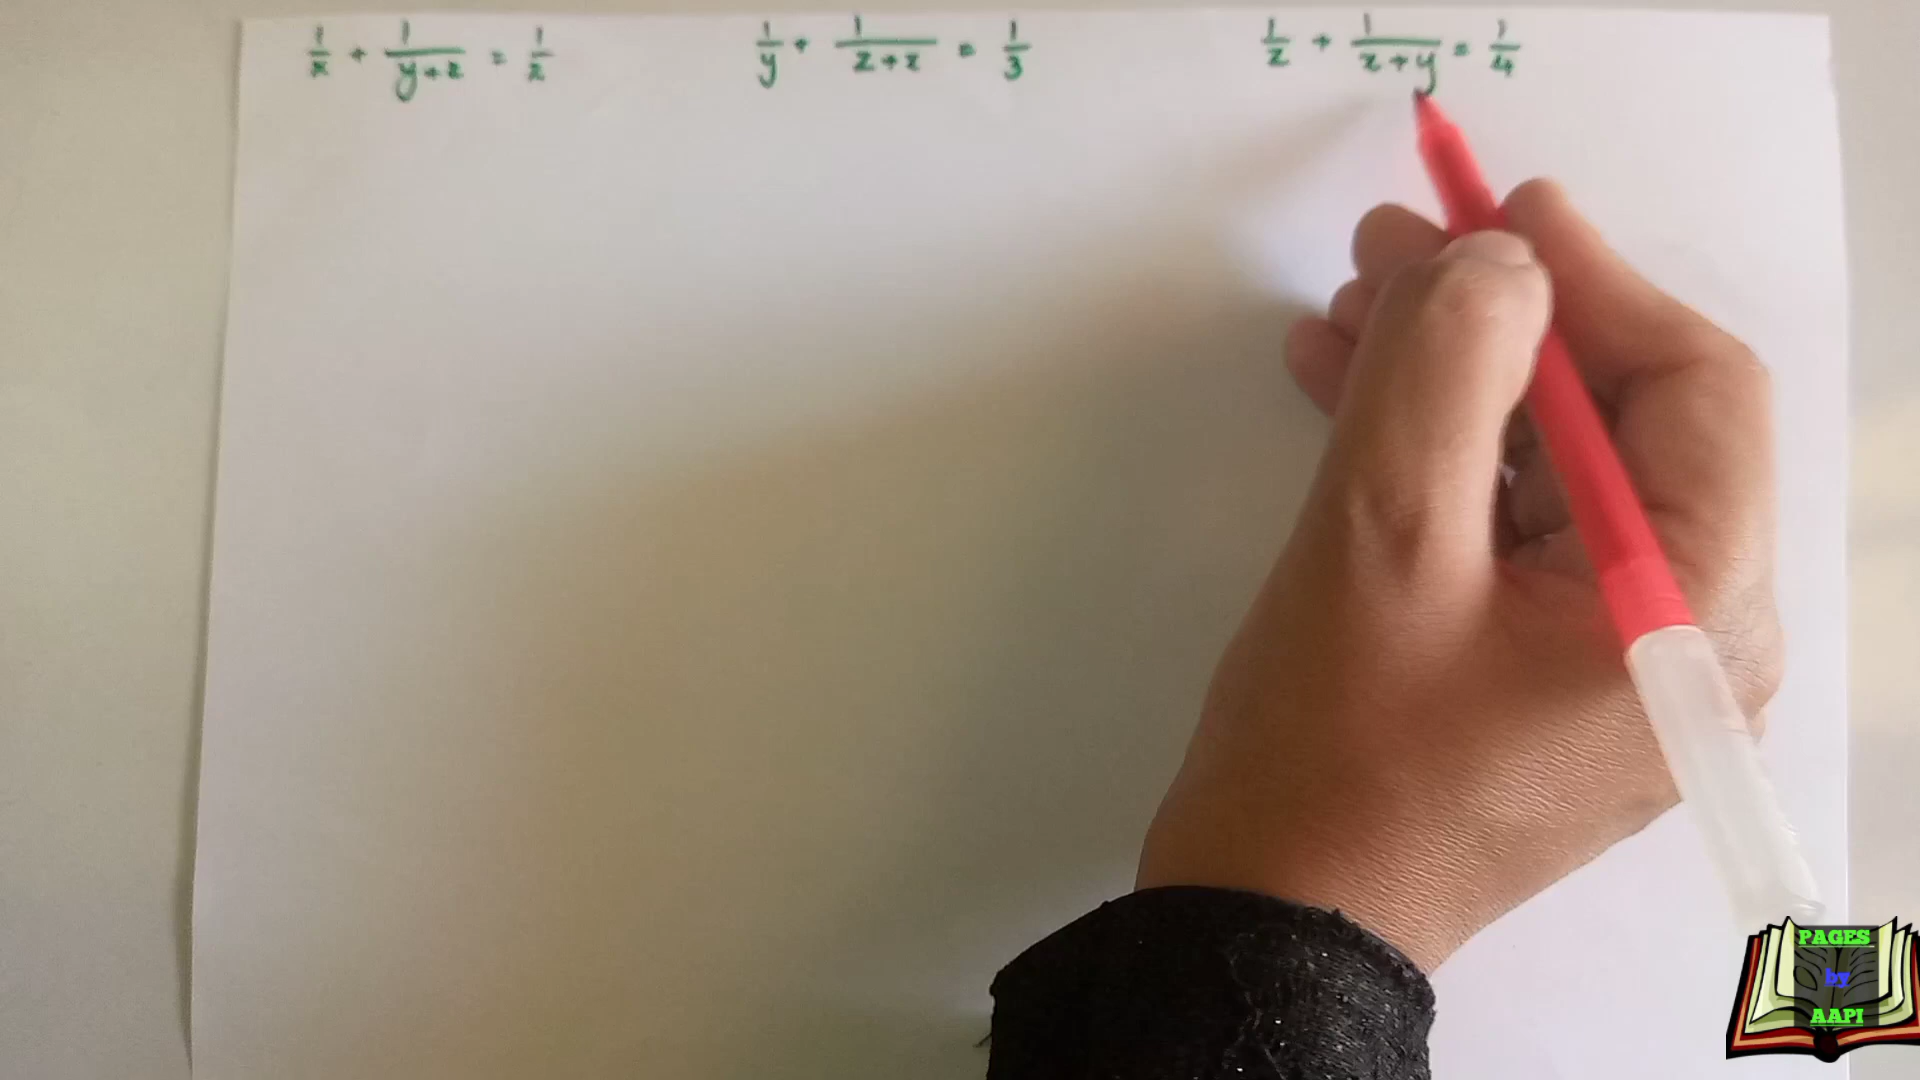 1/x + 1/(y+z) = 1/2
1/y + 1/(z+x) = 1/3
1/z + 1/(x+y) = 1/4
PAGES
by
AAPI